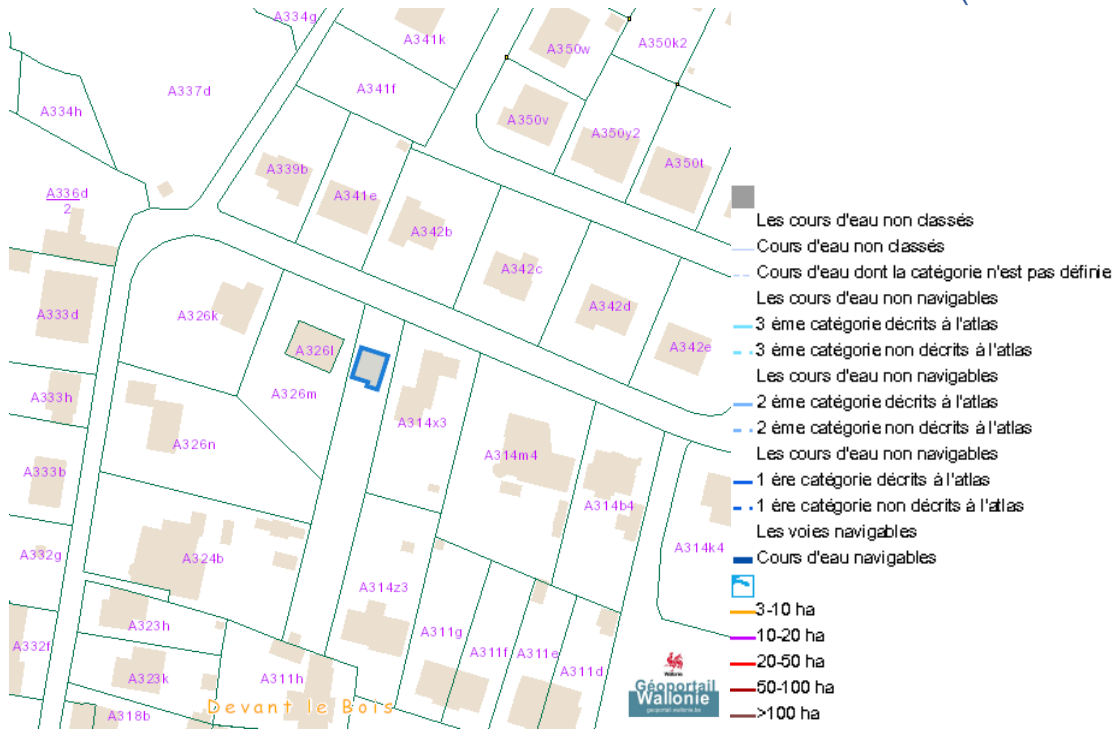 A334g
A341k
A350w
A350k2
A337d
A341f
A334h
A350v
A350y2
A350t
A339b
A336d
2
A341e
A342b
A342c
A342d
A326k
A333d
A326l
A342e
A326m
A333h
A314x3
A326n
A314m4
A333b
A314b4
A332g
A324b
A314k4
A314z3
A323h
A311g
A332f
A311f
A311e
A311d
A323k
A311h
A318b
Devant le Bois
Wallonie
Géoportail
Wallonie
geoportail.wallonie.be
Les cours d'eau non classés
Cours d'eau non classés
Cours d'eau dont la catégorie n'est pas définie
Les cours d'eau non navigables
3 ème catégorie décrits à l'atlas
3 ème catégorie non décrits à l'atlas
Les cours d'eau non navigables
2 ème catégorie décrits à l'atlas
2 ème catégorie non décrits à l'atlas
Les cours d'eau non navigables
1 ère catégorie décrits à l'atlas
1 ère catégorie non décrits à l'atlas
Les voies navigables
Cours d'eau navigables
3-10 ha
10-20 ha
20-50 ha
50-100 ha
>100 ha